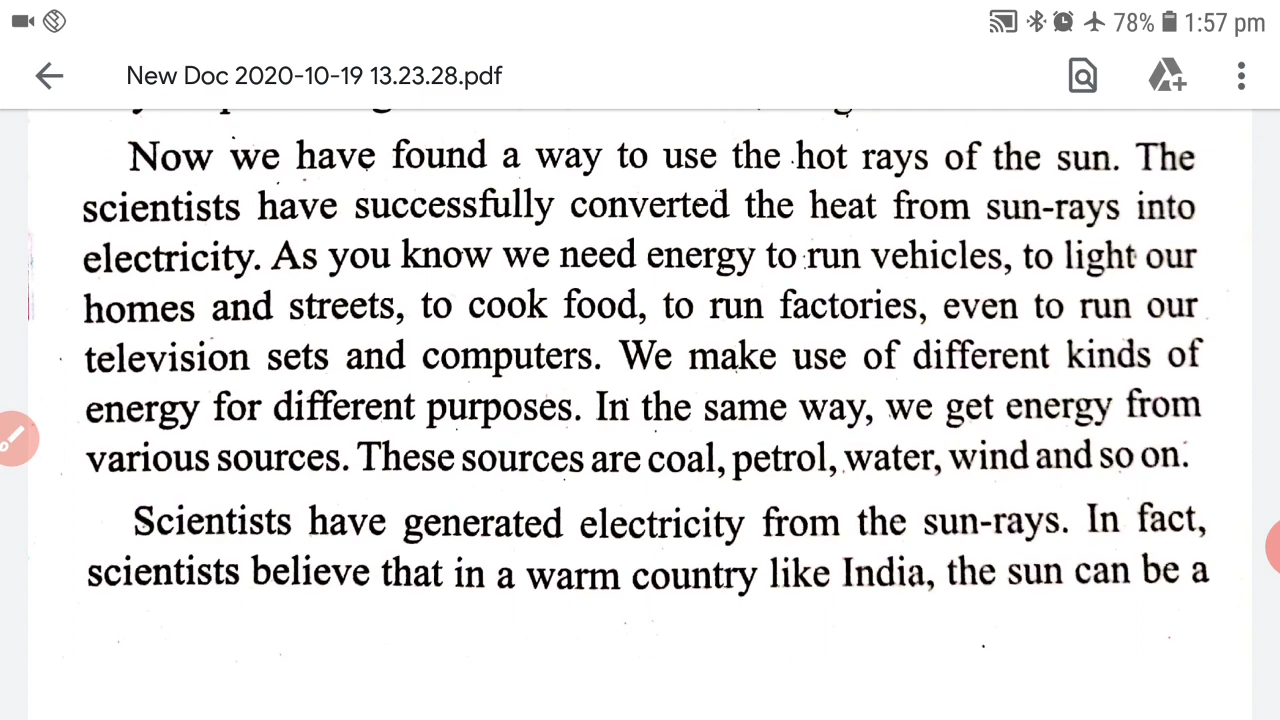 78% 1:57 pm
New Doc 2020-10-19 13.23.28.pdf
Now we have found a way to use the hot rays of the sun. The
scientists have successfully converted the heat from sun-rays into
electricity. As you know we need energy to run vehicles, to light our
homes and streets, to cook food, to run factories, even to run our
television sets and computers. We make use of different kinds of
energy for different purposes. In the same way, we get energy from
various sources. These sources are coal, petrol, water, wind and so on.
Scientists have generated electricity from the sun-rays. In fact,
scientists believe that in a warm country like India, the sun can be a